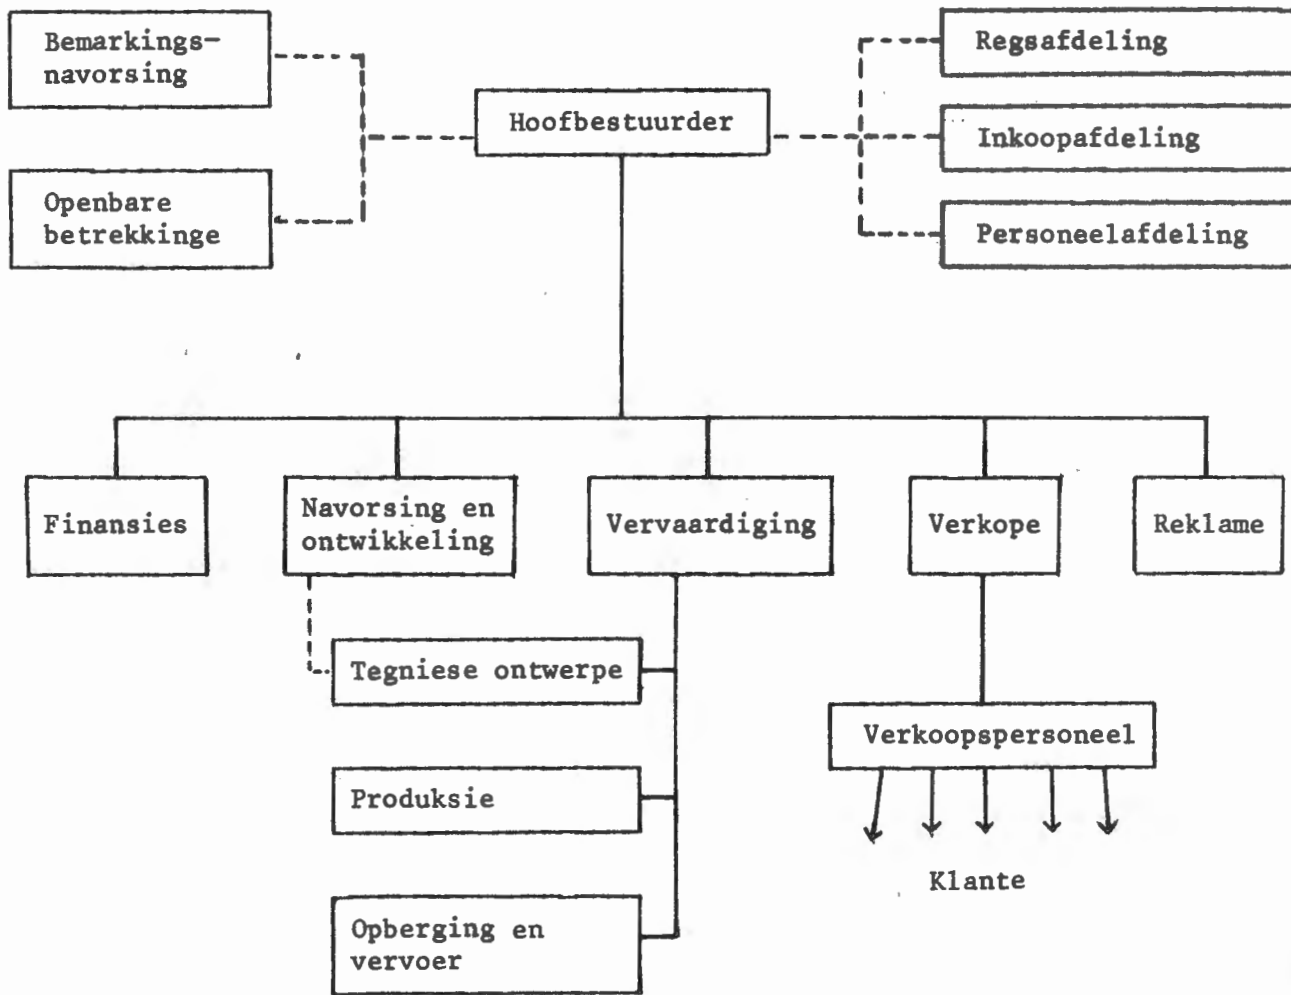 Bemarkings-
navorsing
Regsafdeling
Hoofbestuurder
Inkoopafdeling
Openbare
betrekkinge
Personeelafdeling
Finansies
Navorsing en
ontwikkeling
Vervaardiging
Verkope
Reklame
Tegniese ontwerpe
Verkoopspersoneel
Produksie
Klante
Opberging en
vervoer